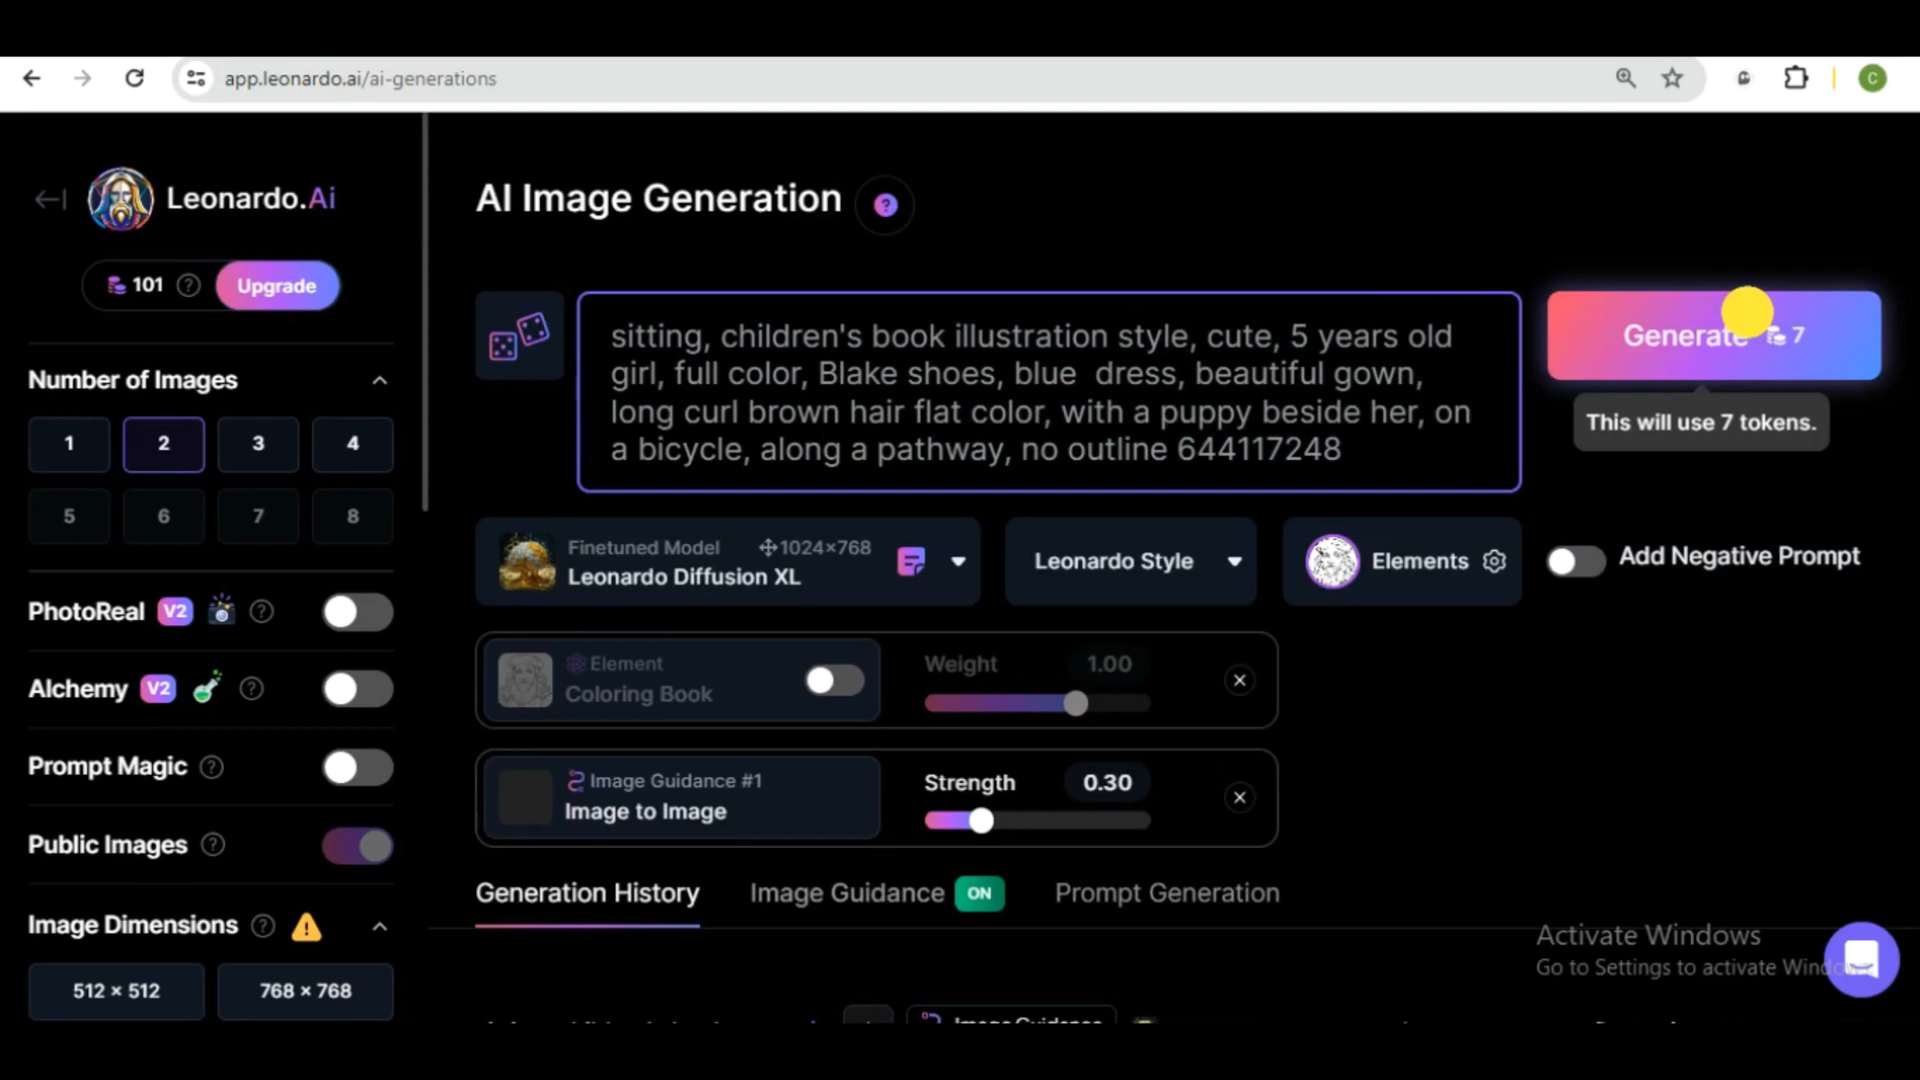 app.leonardo.ai/ai-generations
C
Leonardo.Ai
AI Image Generation
?
101
?
Upgrade
sitting, children's book illustration style, cute, 5 years old
girl, full color, Blake shoes, blue  dress, beautiful gown,
long curl brown hair flat color, with a puppy beside her, on
a bicycle, along a pathway, no outline 644117248
Generate 7
This will use 7 tokens.
Number of Images
1
2
3
4
5
6
7
8
Finetuned Model
1024×768
Leonardo Diffusion XL
Leonardo Style
Elements
Add Negative Prompt
PhotoReal V2 ?
Alchemy V2 ?
Prompt Magic ?
Public Images ?
Image Dimensions ?
512 × 512
768 × 768
Element
Coloring Book
Weight
1.00
Image Guidance #1
Image to Image
Strength
0.30
Generation History
Image Guidance ON
Prompt Generation
Activate Windows
Go to Settings to activate